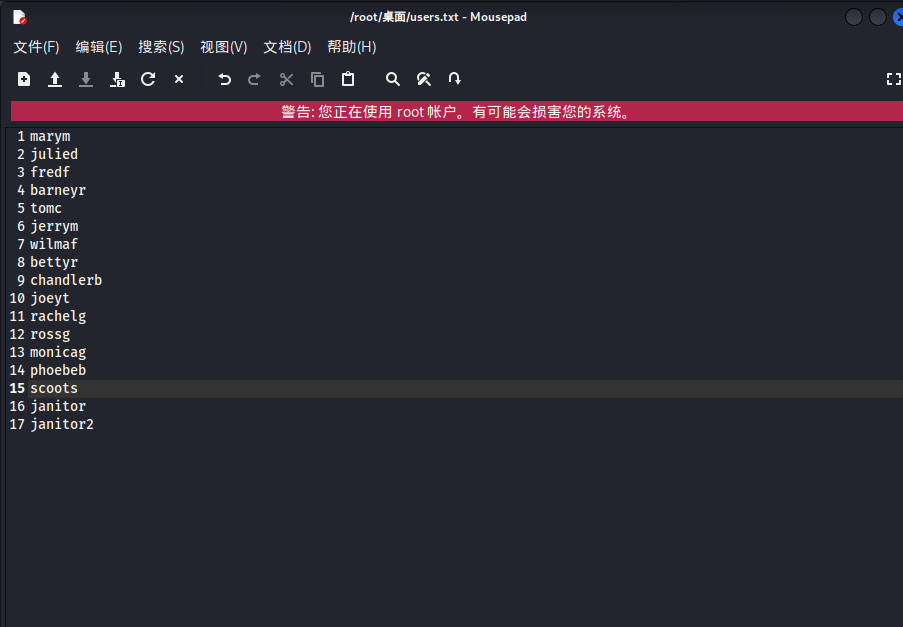 /root/桌面/users.txt - Mousepad
文件(F) 编辑(E) 搜索(S) 视图(V) 文档(D) 帮助(H)
警告: 您正在使用 root 帐户。有可能会损害您的系统。
1 marym
2 julied
3 fredf
4 barneyr
5 tomc
6 jerrym
7 wilmaf
8 bettyr
9 chandlerb
10 joeyt
11 rachelg
12 rossg
13 monicag
14 phoebeb
15 scoots
16 janitor
17 janitor2